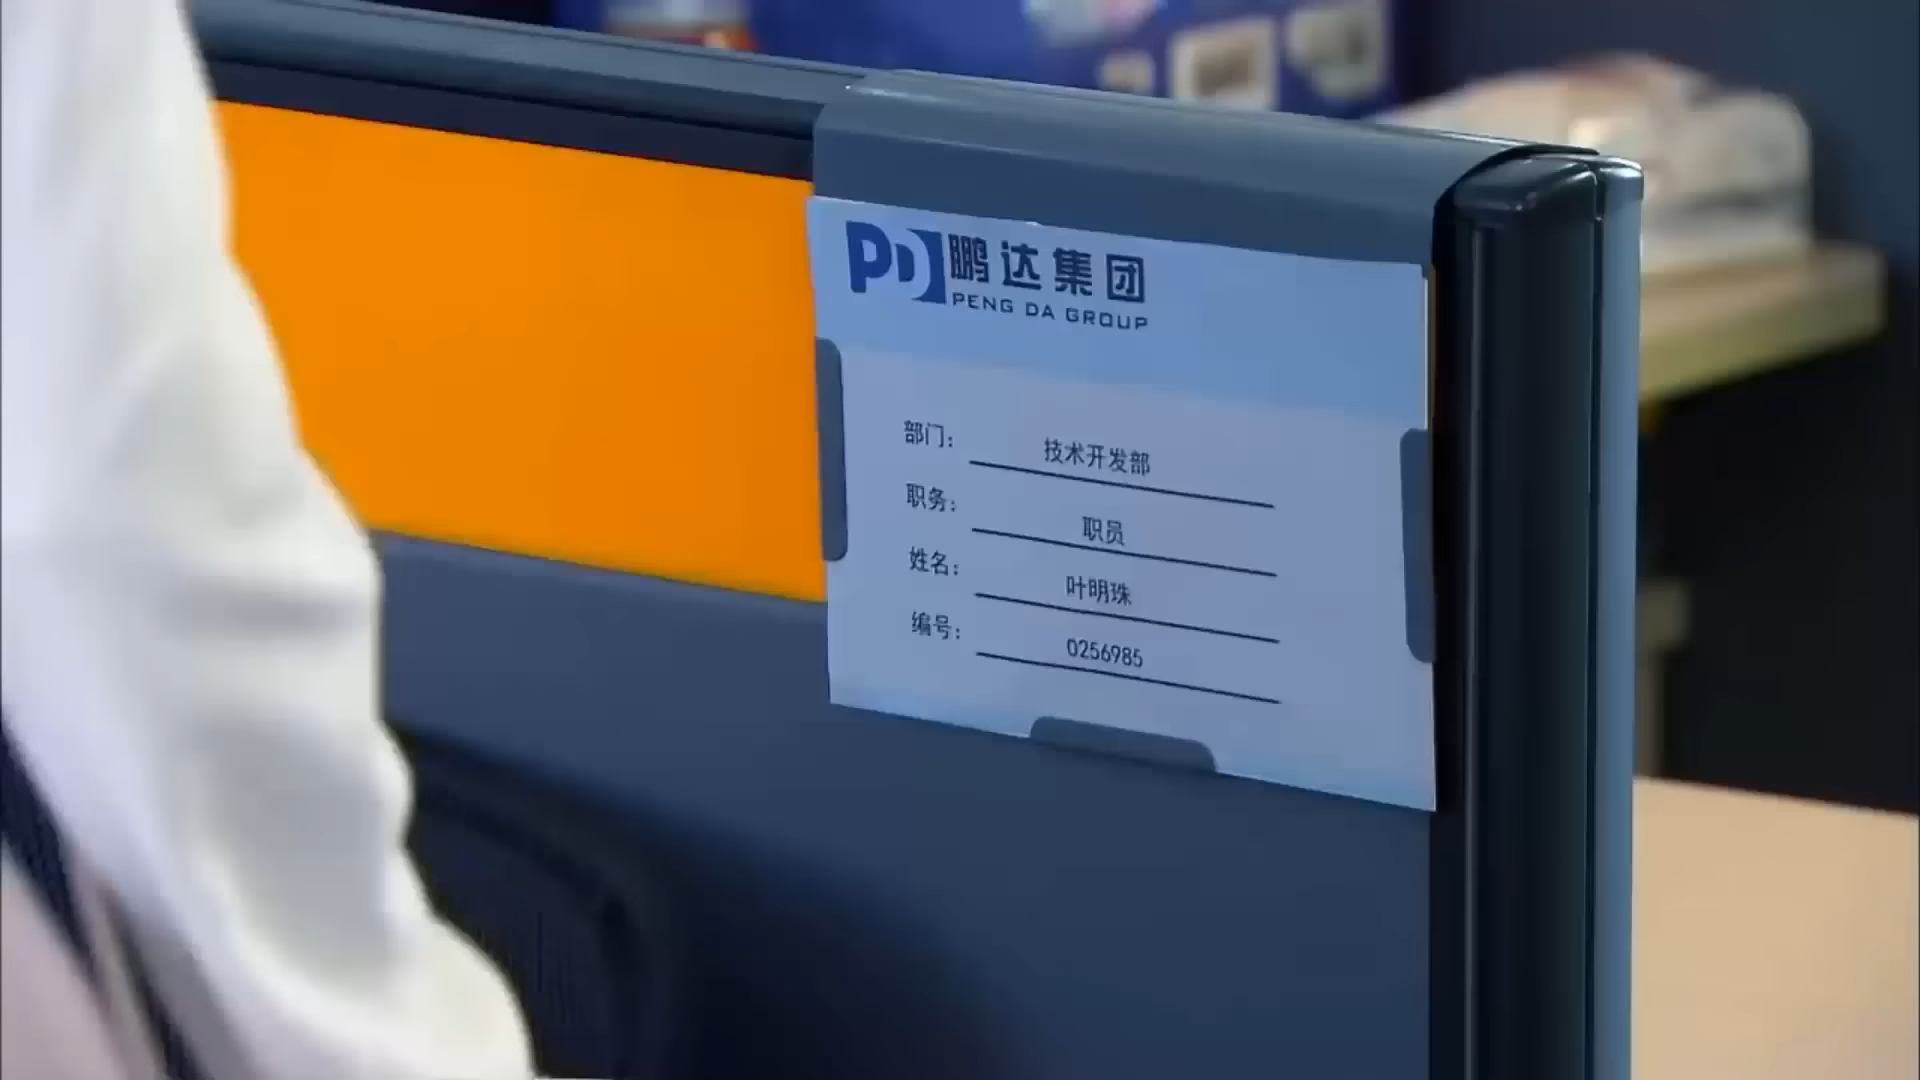 PD 鹏达集团
PENG DA GROUP
部门: 技术开发部
职务: 职员
姓名: 叶明珠
编号: 0256985